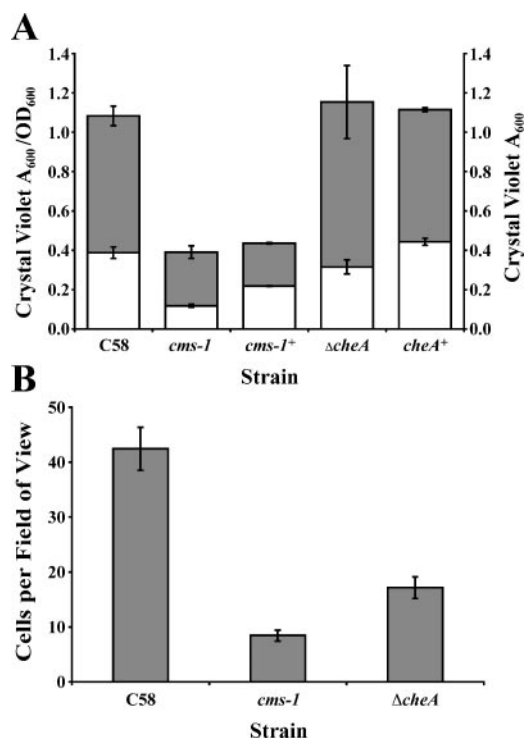 A
Crystal Violet A600/OD600
1.4
1.2
1.0
0.8
0.6
0.4
0.2
0.0
1.4
1.2
1.0
0.8
0.6
0.4
0.2
0.0
Crystal Violet A600
C58 cms-1 cms-1+ ΔcheA cheA+
Strain
B
Cells per Field of View
50
40
30
20
10
0
C58 cms-1 ΔcheA
Strain